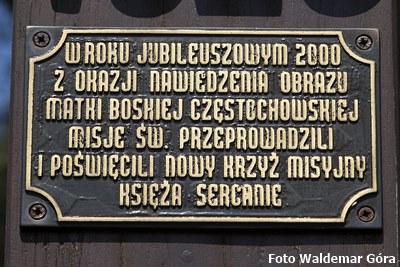 W ROKU JUBILEUSZOWYM 2000
Z OKAZJI NAWIEDZENIA OBRAZU
MATKI BOSKIEJ CZĘSTOCHOWSKIEJ
MISJE ŚW. PRZEPROWADZILI
I POŚWIĘCILI NOWY KRZYŻ MISYJNY
KSIĘŻA SERCANIE
Foto Waldemar Góra